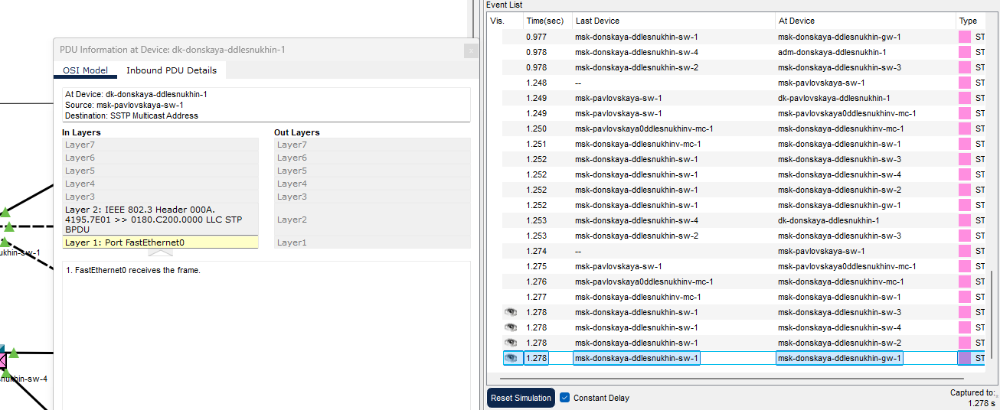 PDU Information at Device: dk-donskaya-ddlesnukhin-1
x
OSI Model Inbound PDU Details
At Device: dk-donskaya-ddlesnukhin-1
Source: msk-pavlovskaya-sw-1
Destination: SSTP Multicast Address
In Layers Out Layers
Layer7 Layer7
Layer6 Layer6
Layer5 Layer5
Layer4 Layer4
Layer3 Layer3
Layer 2: IEEE 802.3 Header 000A.
4195.7E01 >> 0180.C200.0000 LLC STP
BPDU
Layer2
Layer 1: Port FastEthernet0 Layer1
1. FastEthernet0 receives the frame.
ukhin-sw-1
snukhin-sw-4
Event List
Vis. Time(sec) Last Device At Device Type
0.977 msk-donskaya-ddlesnukhin-sw-1 msk-donskaya-ddlesnukhin-gw-1 ST
0.978 msk-donskaya-ddlesnukhin-sw-4 adm-donskaya-ddlesnukhin-1 ST
0.978 msk-donskaya-ddlesnukhin-sw-2 msk-donskaya-ddlesnukhin-sw-3 ST
1.248 -- msk-pavlovskaya-sw-1 ST
1.249 msk-pavlovskaya-sw-1 dk-pavlovskaya-ddlesnukhin-1 ST
1.249 msk-pavlovskaya-sw-1 msk-pavlovskaya0ddlesnukhinv-mc-1 ST
1.250 msk-pavlovskaya0ddlesnukhinv-mc-1 msk-donskaya-ddlesnukhinv-mc-1 ST
1.251 msk-donskaya-ddlesnukhinv-mc-1 msk-donskaya-ddlesnukhin-sw-1 ST
1.252 msk-donskaya-ddlesnukhin-sw-1 msk-donskaya-ddlesnukhin-sw-3 ST
1.252 msk-donskaya-ddlesnukhin-sw-1 msk-donskaya-ddlesnukhin-sw-4 ST
1.252 msk-donskaya-ddlesnukhin-sw-1 msk-donskaya-ddlesnukhin-sw-2 ST
1.252 msk-donskaya-ddlesnukhin-sw-1 msk-donskaya-ddlesnukhin-gw-1 ST
1.253 msk-donskaya-ddlesnukhin-sw-4 dk-donskaya-ddlesnukhin-1 ST
1.253 msk-donskaya-ddlesnukhin-sw-2 msk-donskaya-ddlesnukhin-sw-3 ST
1.274 -- msk-pavlovskaya-sw-1 ST
1.275 msk-pavlovskaya-sw-1 msk-pavlovskaya0ddlesnukhinv-mc-1 ST
1.276 msk-pavlovskaya0ddlesnukhinv-mc-1 msk-donskaya-ddlesnukhinv-mc-1 ST
1.277 msk-donskaya-ddlesnukhinv-mc-1 msk-donskaya-ddlesnukhin-sw-1 ST
1.278 msk-donskaya-ddlesnukhin-sw-1 msk-donskaya-ddlesnukhin-sw-3 ST
1.278 msk-donskaya-ddlesnukhin-sw-1 msk-donskaya-ddlesnukhin-sw-4 ST
1.278 msk-donskaya-ddlesnukhin-sw-1 msk-donskaya-ddlesnukhin-sw-2 ST
1.278 msk-donskaya-ddlesnukhin-sw-1 msk-donskaya-ddlesnukhin-gw-1 ST
Reset Simulation Constant Delay
Captured to:
1.278 s